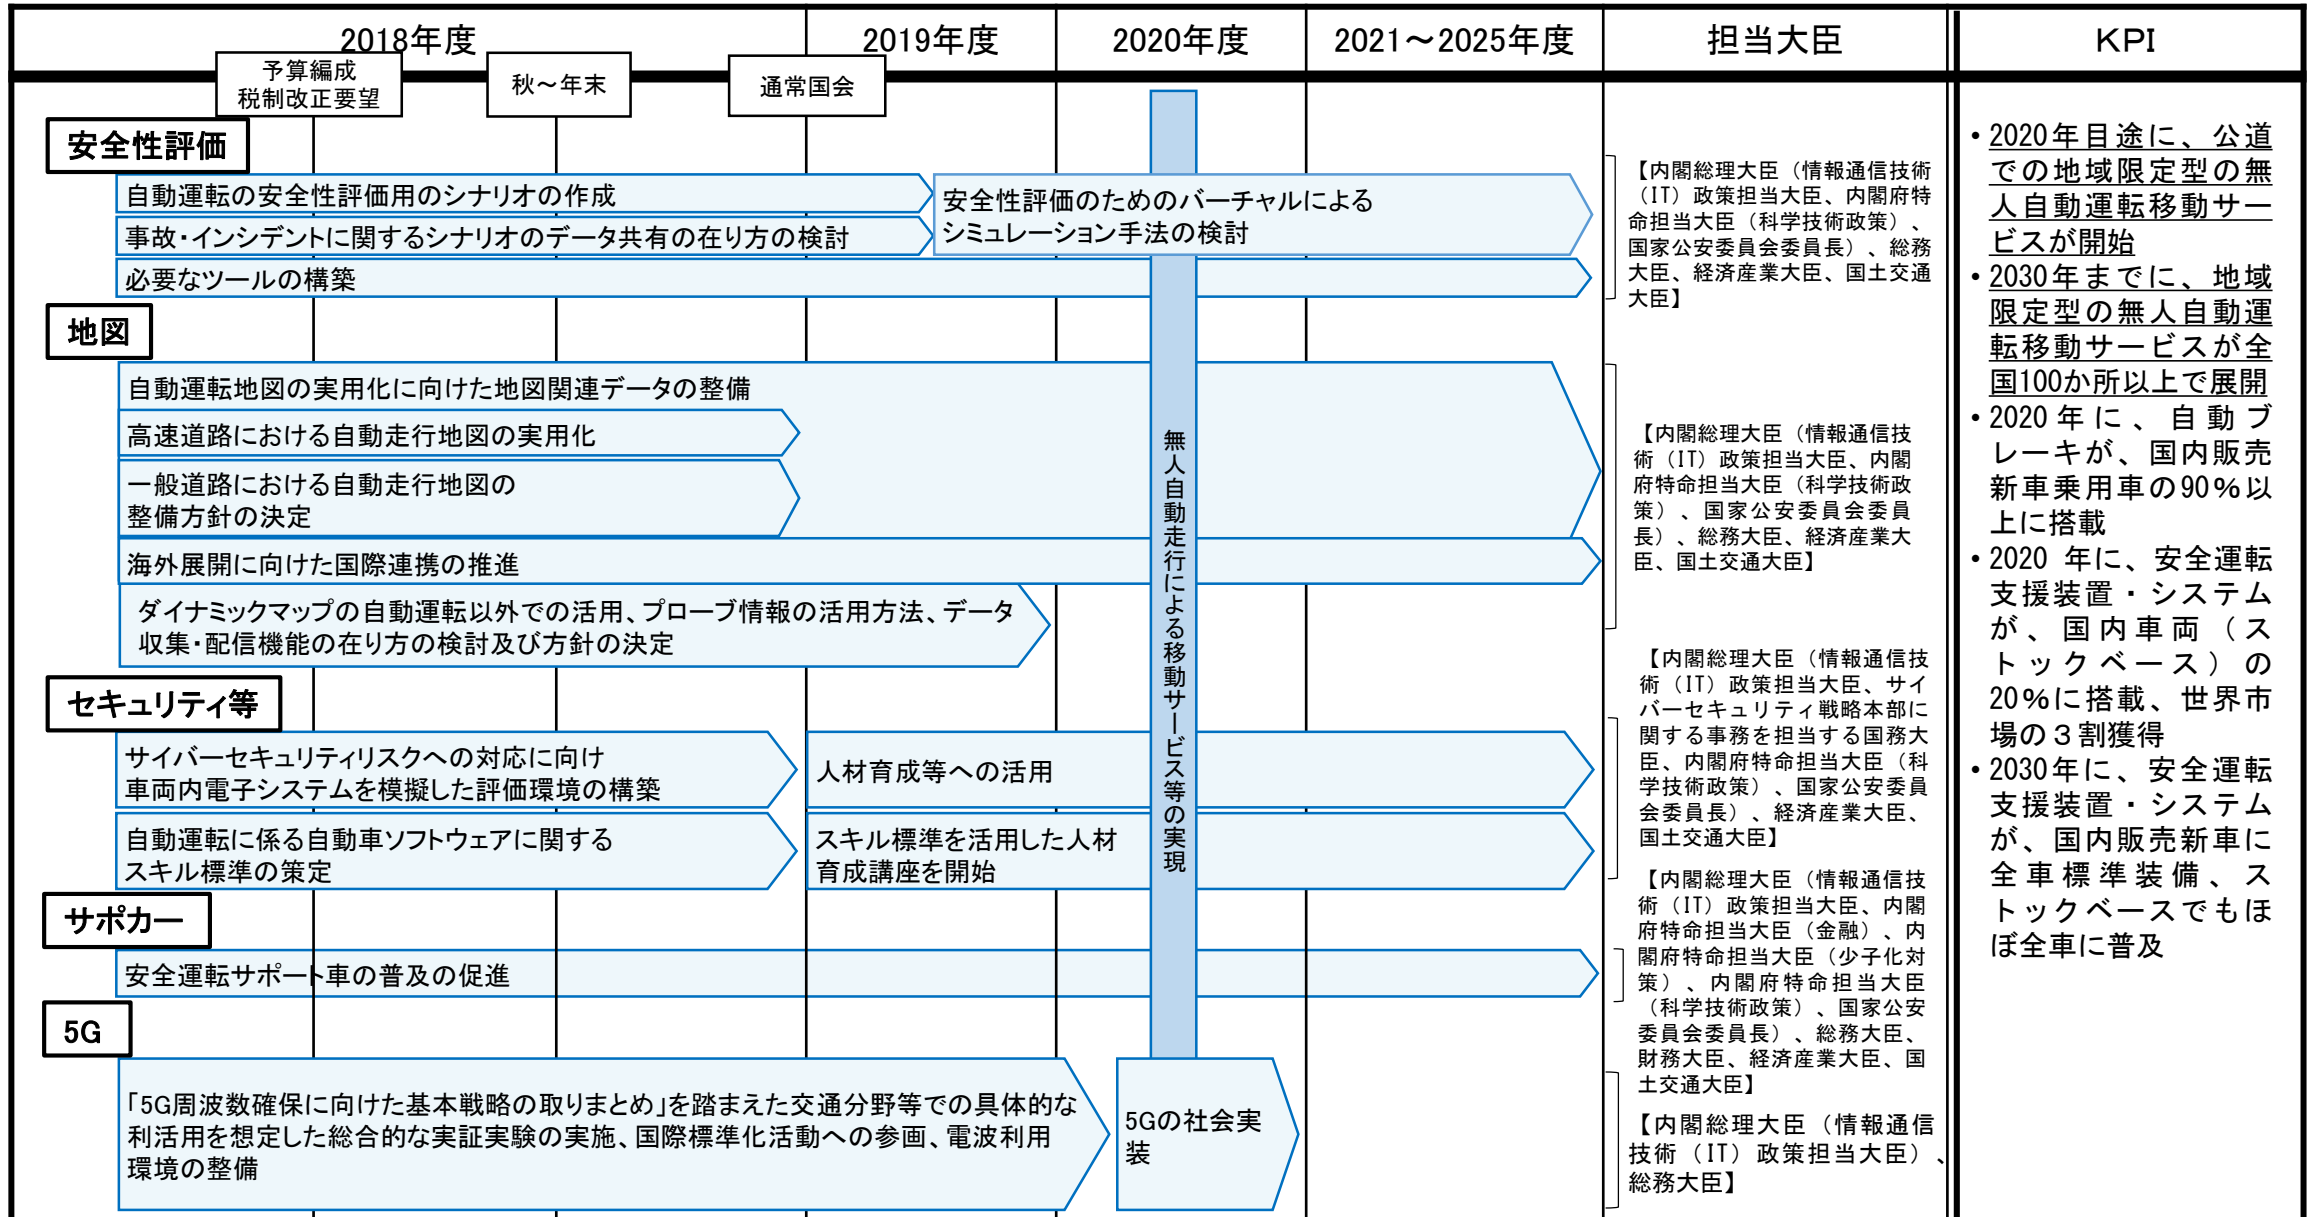 2018年度
2019年度
2020年度
2021～2025年度
担当大臣
KPI
予算編成
税制改正要望
秋～年末
通常国会
安全性評価
自動運転の安全性評価用のシナリオの作成
事故・インシデントに関するシナリオのデータ共有の在り方の検討
必要なツールの構築
安全性評価のためのバーチャルによる
シミュレーション手法の検討
地図
自動運転地図の実用化に向けた地図関連データの整備
高速道路における自動走行地図の実用化
一般道路における自動走行地図の
整備方針の決定
海外展開に向けた国際連携の推進
ダイナミックマップの自動運転以外での活用、プローブ情報の活用方法、データ
収集・配信機能の在り方の検討及び方針の決定
セキュリティ等
サイバーセキュリティリスクへの対応に向け
車両内電子システムを模擬した評価環境の構築
人材育成等への活用
自動運転に係る自動車ソフトウェアに関する
スキル標準の策定
スキル標準を活用した人材
育成講座を開始
サポカー
安全運転サポート車の普及の促進
5G
「5G周波数確保に向けた基本戦略の取りまとめ」を踏まえた交通分野等での具体的な
利活用を想定した総合的な実証実験の実施、国際標準化活動への参画、電波利用
環境の整備
5Gの社会実
装
無人自動走行による移動サービス等の実現
【内閣総理大臣（情報通信技術
（IT）政策担当大臣、内閣府特
命担当大臣（科学技術政策）、
国家公安委員会委員長）、総務
大臣、経済産業大臣、国土交通
大臣】
【内閣総理大臣（情報通信技
術（IT）政策担当大臣、内閣
府特命担当大臣（科学技術政
策）、国家公安委員会委員
長）、総務大臣、経済産業大
臣、国土交通大臣】
【内閣総理大臣（情報通信技
術（IT）政策担当大臣、サイ
バーセキュリティ戦略本部に
関する事務を担当する国務大
臣、内閣府特命担当大臣（科
学技術政策）、国家公安委員
会委員長）、経済産業大臣、
国土交通大臣】
【内閣総理大臣（情報通信技
術（IT）政策担当大臣、内閣
府特命担当大臣（金融）、内
閣府特命担当大臣（少子化対
策）、内閣府特命担当大臣
（科学技術政策）、国家公安
委員会委員長）、総務大臣、
財務大臣、経済産業大臣、国
土交通大臣】
【内閣総理大臣（情報通信
技術（IT）政策担当大臣）、
総務大臣】
・2020年目途に、公道
での地域限定型の無
人自動運転移動サー
ビスが開始
・2030年までに、地域
限定型の無人自動運
転移動サービスが全
国100か所以上で展開
・2020年に、自動ブ
レーキが、国内販売
新車乗用車の90％以
上に搭載
・2020 年に、安全運転
支援装置・システム
が、国内車両（ス
トックベース）の
20％に搭載、世界市
場の３割獲得
・2030年に、安全運転
支援装置・システム
が、国内販売新車に
全車標準装備、ス
トックベースでもほ
ぼ全車に普及